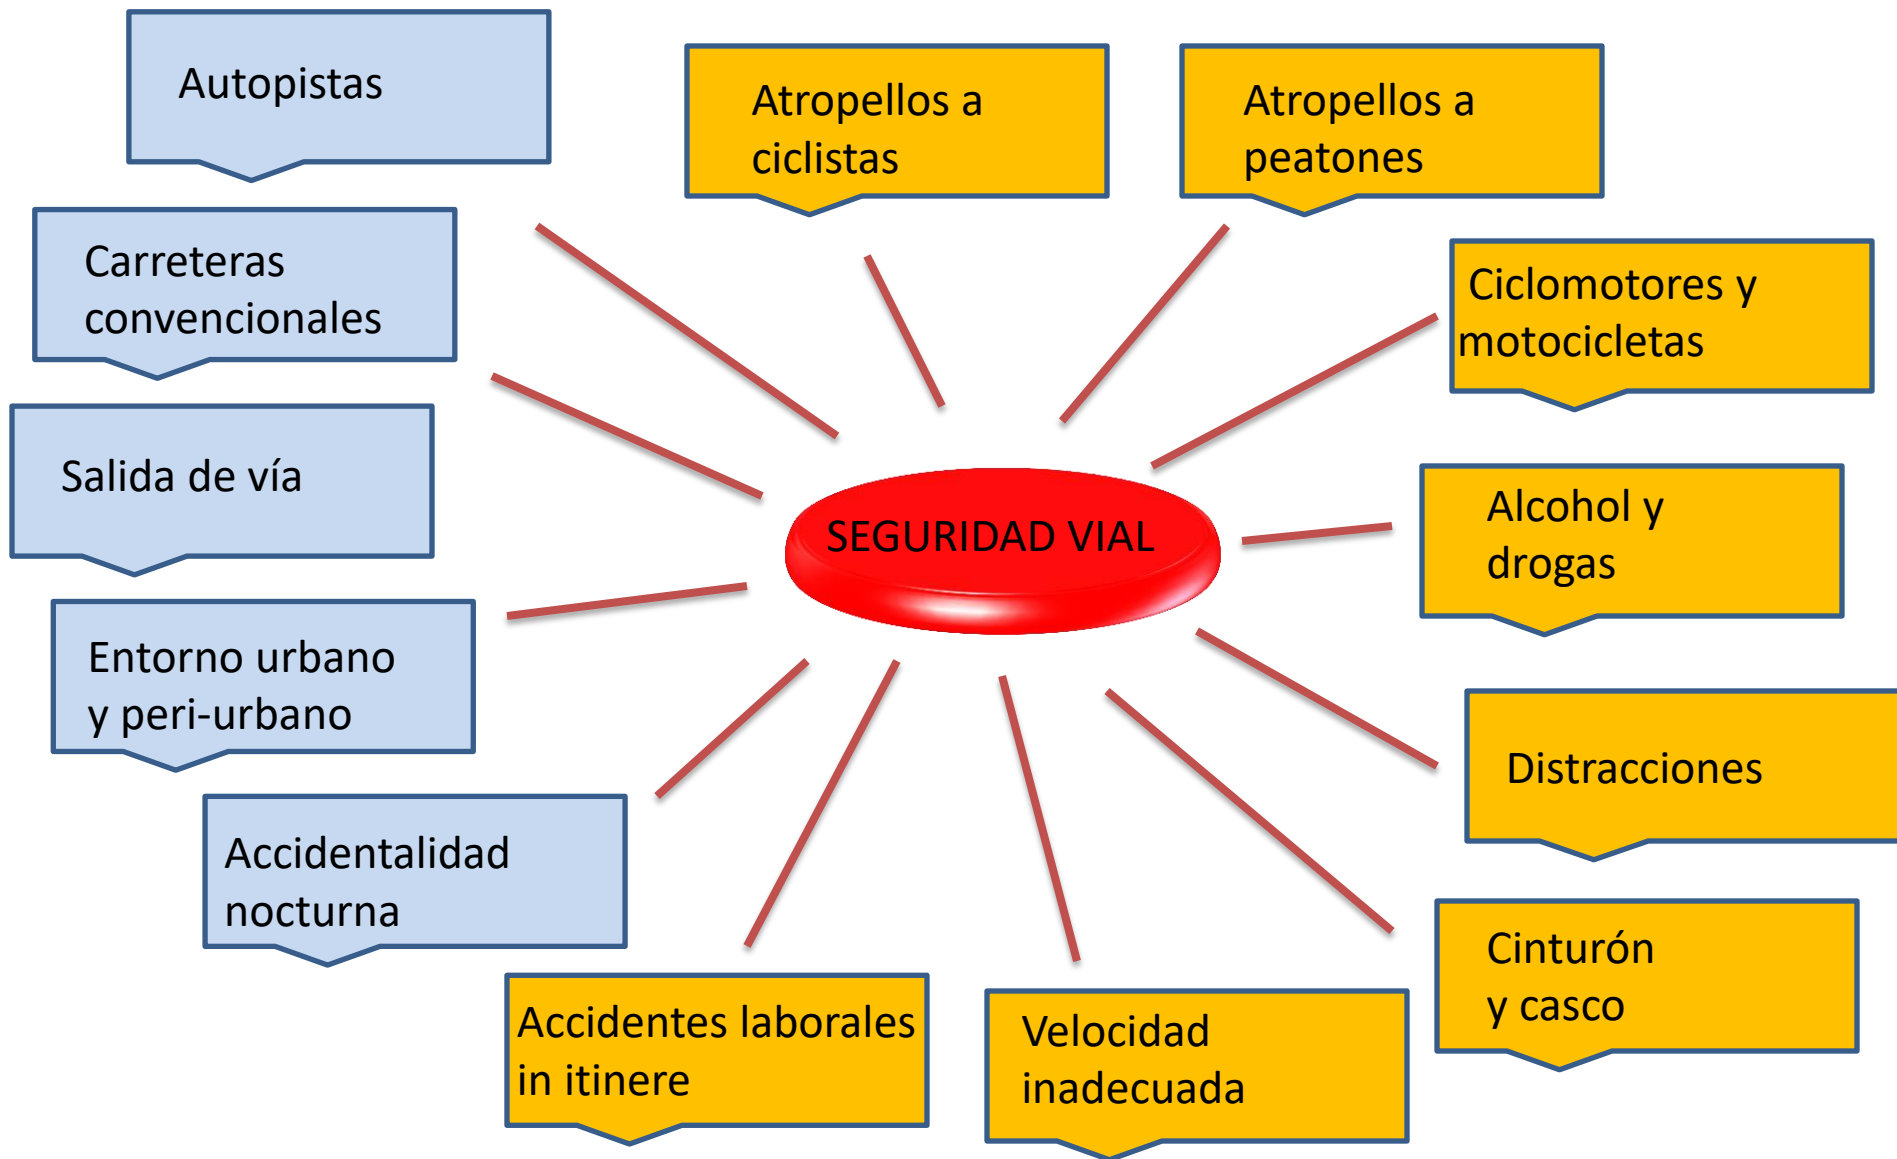 Autopistas
Atropellos a
ciclistas
Atropellos a
peatones
Carreteras
convencionales
Ciclomotores y
motocicletas
Salida de vía
SEGURIDAD VIAL
Alcohol y
drogas
Entorno urbano
y peri-urbano
Distracciones
Accidentalidad
nocturna
Cinturón
y casco
Accidentes laborales
in itinere
Velocidad
inadecuada